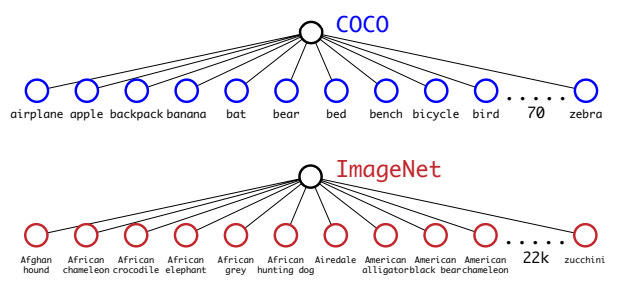 COCO
airplane apple backpack banana bat bear bed bench bicycle bird ..... 70 zebra
ImageNet
Afghan hound African chameleon African crocodile African elephant African grey African hunting dog Airedale American alligator American black bear American chameleon ..... 22k zucchini